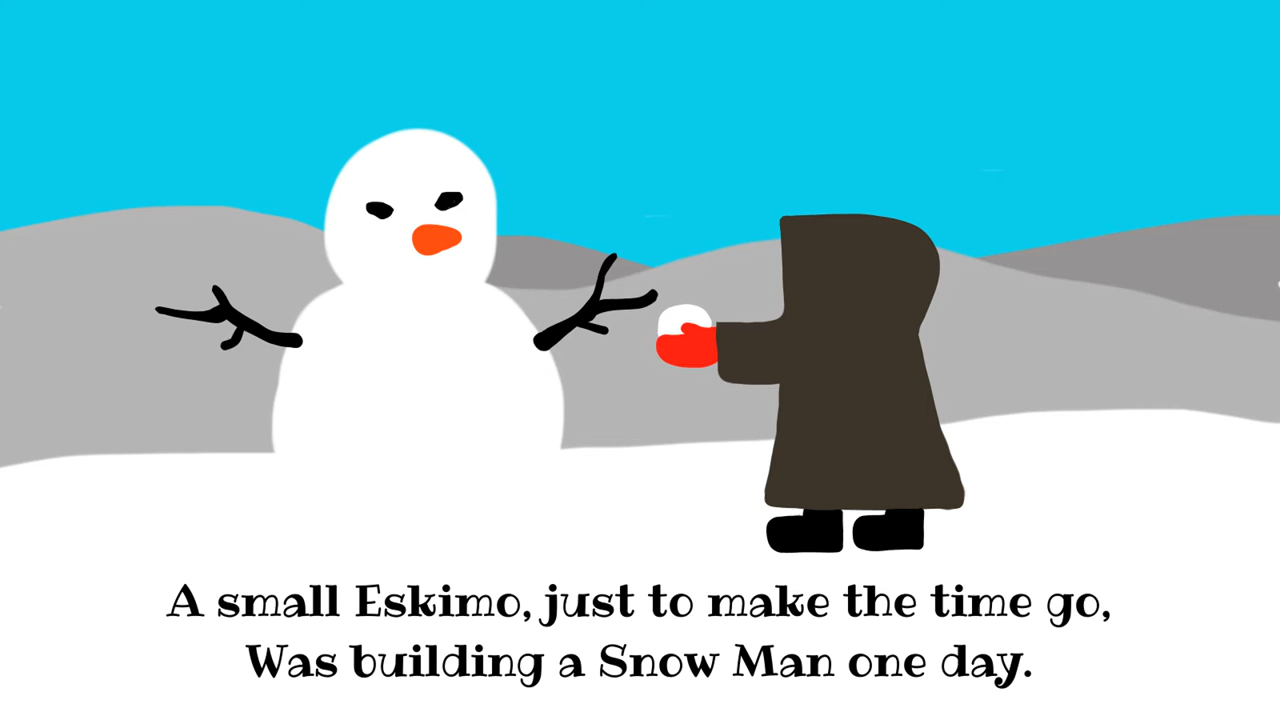 A small Eskimo, just to make the time go,
Was building a Snow Man one day.